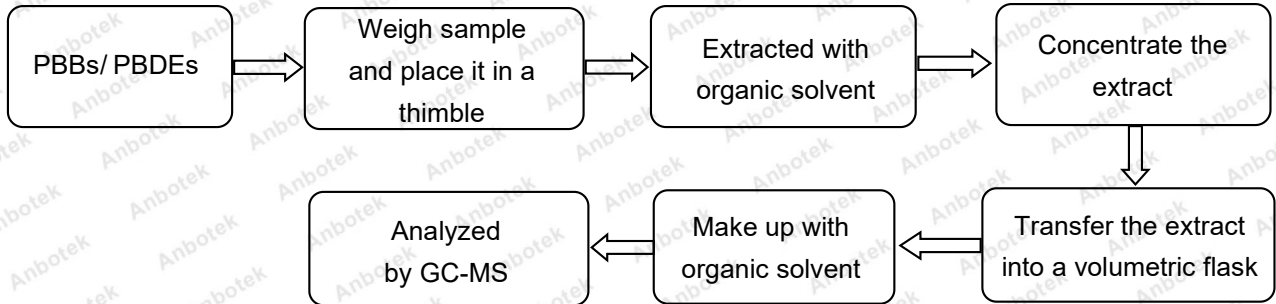 PBBs/ PBDEs
Weigh sample
and place it in a
thimble
Extracted with
organic solvent
Concentrate the
extract
Transfer the extract
into a volumetric flask
Make up with
organic solvent
Analyzed
by GC-MS
Anbotek